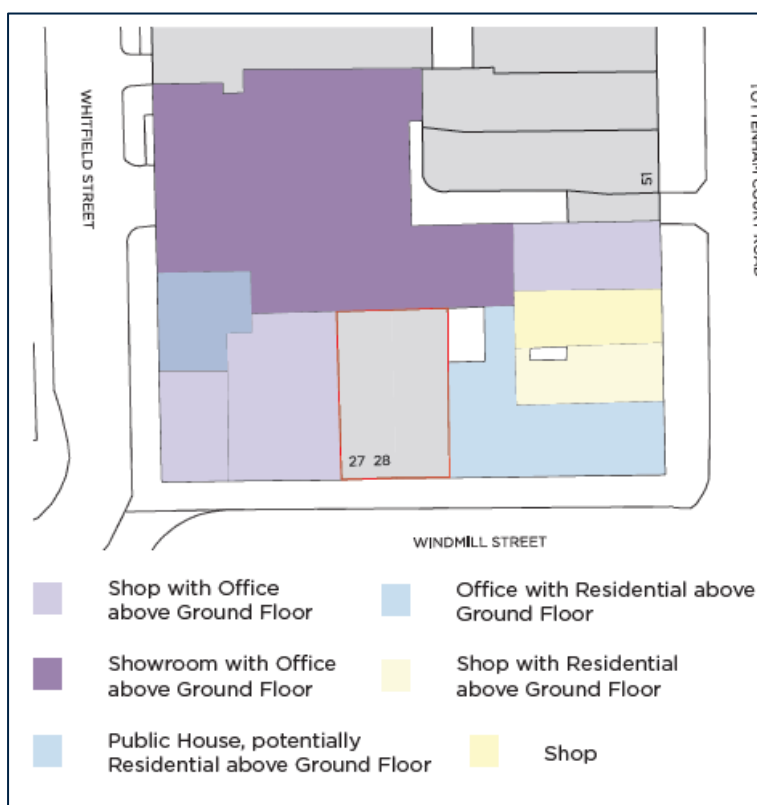 WHITFIELD STREET
TOTTENHAM COURT ROAD
51
27 28
WINDMILL STREET
Shop with Office
above Ground Floor
Office with Residential above
Ground Floor
Showroom with Office
above Ground Floor
Shop with Residential
above Ground Floor
Public House, potentially
Residential above Ground Floor
Shop